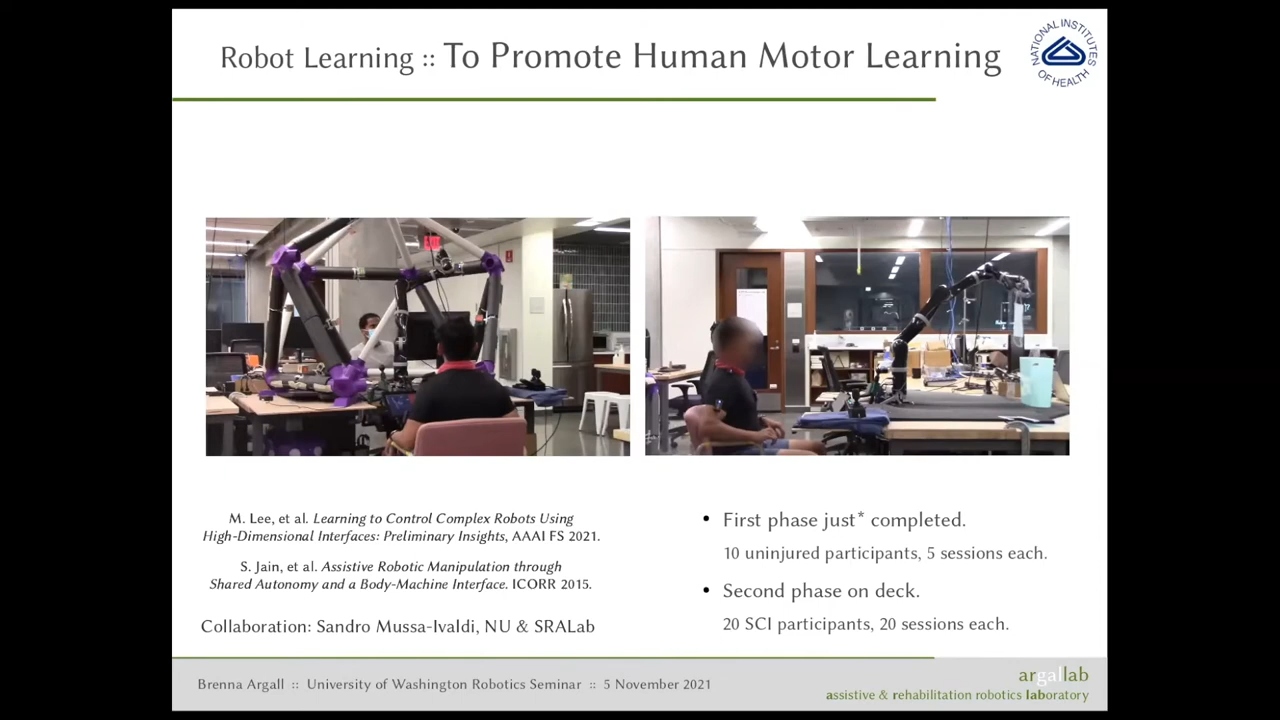 Robot Learning :: To Promote Human Motor Learning
NATIONAL INSTITUTES
OF HEALTH
EXIT
M. Lee, et al. Learning to Control Complex Robots Using
High-Dimensional Interfaces: Preliminary Insights, AAAI FS 2021.
S. Jain, et al. Assistive Robotic Manipulation through
Shared Autonomy and a Body-Machine Interface. ICORR 2015.
Collaboration: Sandro Mussa-Ivaldi, NU & SRALab
• First phase just* completed.
10 uninjured participants, 5 sessions each.
• Second phase on deck.
20 SCI participants, 20 sessions each.
Brenna Argall :: University of Washington Robotics Seminar :: 5 November 2021
argallab
assistive & rehabilitation robotics laboratory